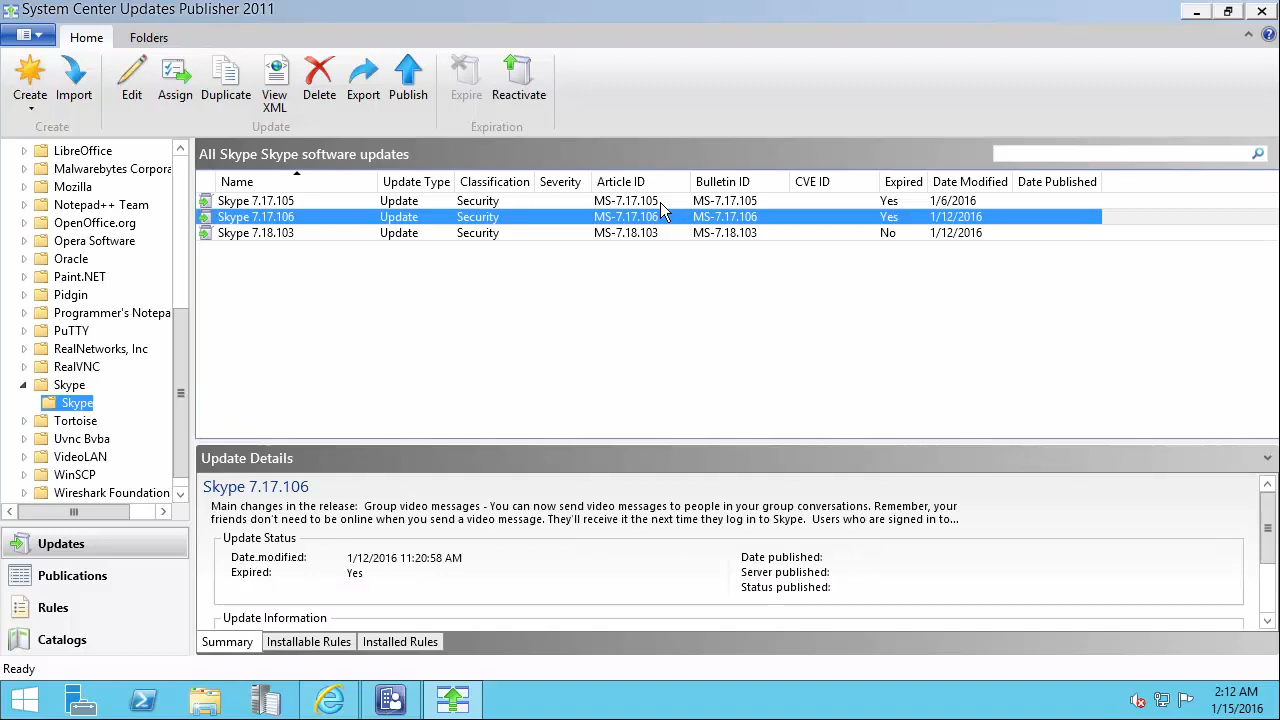 System Center Updates Publisher 2011
Home
Folders
Create
Import
Edit
Assign
Duplicate
View XML
Delete
Export
Publish
Expire
Reactivate
Create
Update
Expiration
LibreOffice
Malwarebytes Corpora
Mozilla
Notepad++ Team
OpenOffice.org
Opera Software
Oracle
Paint.NET
Pidgin
Programmer's Notepa
PuTTY
RealNetworks, Inc
RealVNC
Skype
Skype
Tortoise
Uvnc Bvba
VideoLAN
WinSCP
Wireshark Foundation
Updates
Publications
Rules
Catalogs
All Skype Skype software updates
Name Update Type Classification Severity Article ID Bulletin ID CVE ID Expired Date Modified Date Published
Skype 7.17.105 Update Security MS-7.17.105 MS-7.17.105 Yes 1/6/2016
Skype 7.17.106 Update Security MS-7.17.106 MS-7.17.106 Yes 1/12/2016
Skype 7.18.103 Update Security MS-7.18.103 MS-7.18.103 No 1/12/2016
Update Details
Skype 7.17.106
Main changes in the release: Group video messages - You can now send video messages to people in your group conversations. Remember, your
friends don't need to be online when you send a video message. They'll receive it the next time they log in to Skype. Users who are signed in to...
Update Status
Date modified: 1/12/2016 11:20:58 AM Date published:
Expired: Yes Server published:
Status published:
Update Information
Summary Installable Rules Installed Rules
Ready
2:12 AM
1/15/2016